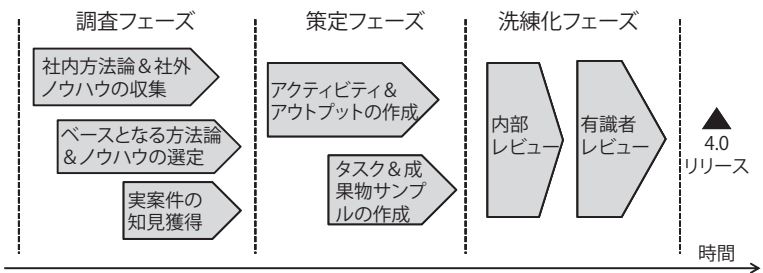 調査フェーズ
策定フェーズ
洗練化フェーズ
社内方法論&社外
ノウハウの収集
ベースとなる方法論
&ノウハウの選定
実案件の
知見獲得
アクティビティ&
アウトプットの作成
タスク&成
果物サンプ
ルの作成
内部
レビュー
有識者
レビュー
▲
4.0
リリース
時間